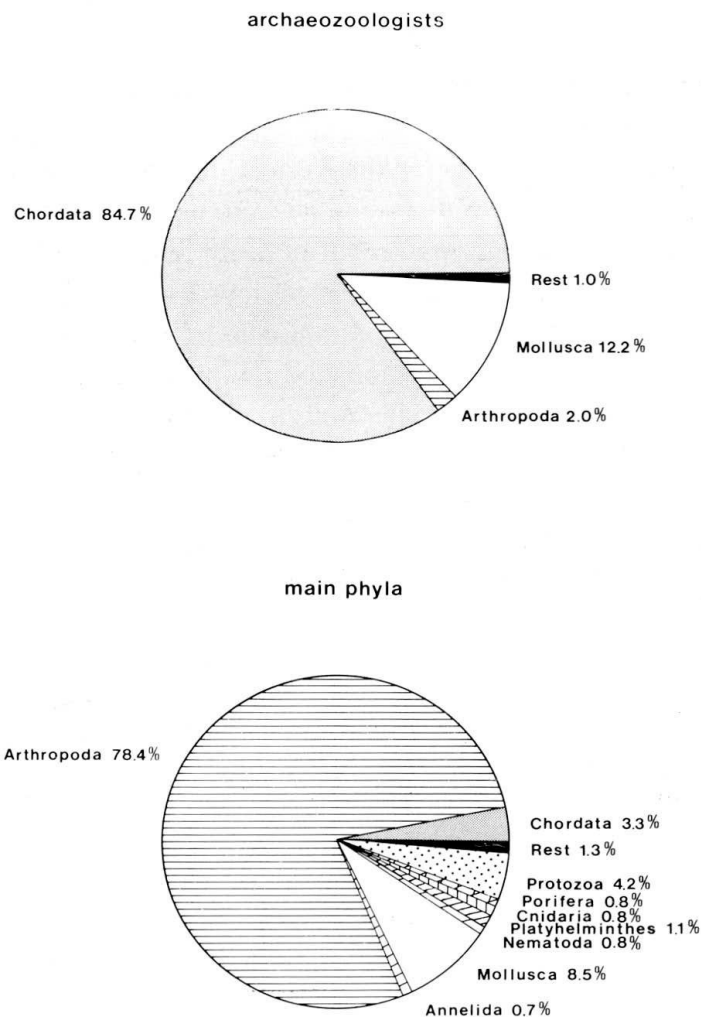 archaeozoologists
Chordata 84.7%
Rest 1.0%
Mollusca 12.2%
Arthropoda 2.0%
main phyla
Arthropoda 78.4%
Chordata 3.3%
Rest 1.3%
Protozoa 4.2%
Porifera 0.8%
Cnidaria 0.8%
Platyhelminthes 1.1%
Nematoda 0.8%
Mollusca 8.5%
Annelida 0.7%